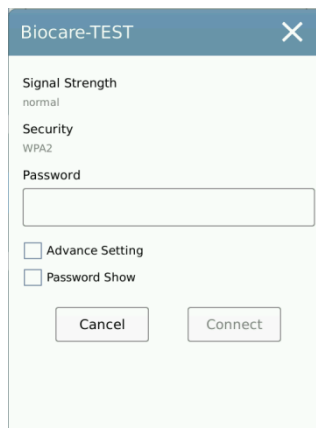 Biocare-TEST
Signal Strength
normal
Security
WPA2
Password
Advance Setting
Password Show
Cancel Connect